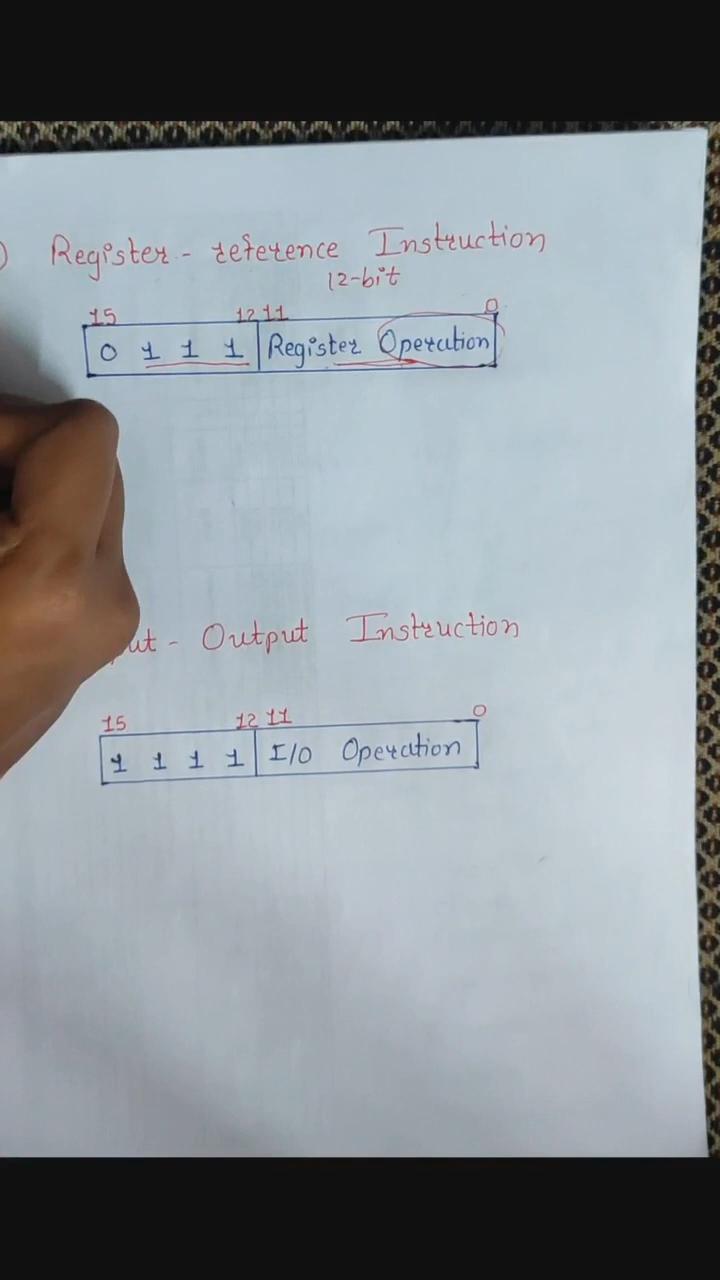 ) Register - reference Instruction
12-bit
15 12 11 0
0 1 1 1 Register Operation
- Output Instruction
15 12 11 0
1 1 1 1 I/O Operation